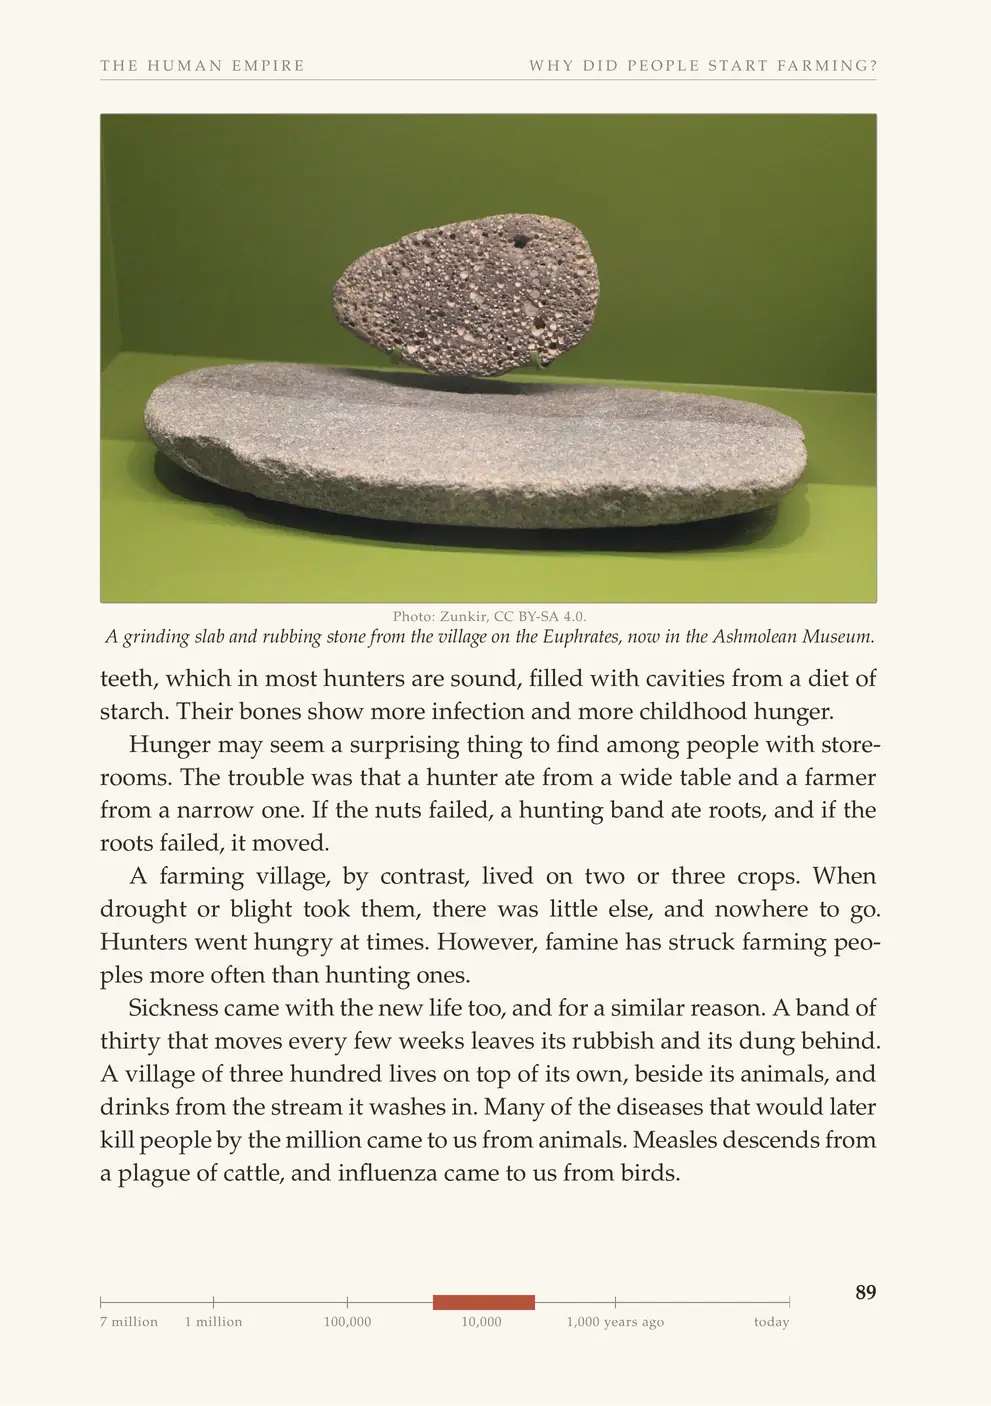 THE HUMAN EMPIRE
WHY DID PEOPLE START FARMING?
Photo: Zunkir, CC BY-SA 4.0.
A grinding slab and rubbing stone from the village on the Euphrates, now in the Ashmolean Museum.
teeth, which in most hunters are sound, filled with cavities from a diet of
starch. Their bones show more infection and more childhood hunger.
Hunger may seem a surprising thing to find among people with store-
rooms. The trouble was that a hunter ate from a wide table and a farmer
from a narrow one. If the nuts failed, a hunting band ate roots, and if the
roots failed, it moved.
A farming village, by contrast, lived on two or three crops. When
drought or blight took them, there was little else, and nowhere to go.
Hunters went hungry at times. However, famine has struck farming peo-
ples more often than hunting ones.
Sickness came with the new life too, and for a similar reason. A band of
thirty that moves every few weeks leaves its rubbish and its dung behind.
A village of three hundred lives on top of its own, beside its animals, and
drinks from the stream it washes in. Many of the diseases that would later
kill people by the million came to us from animals. Measles descends from
a plague of cattle, and influenza came to us from birds.
89
7 million 1 million 100,000 10,000 1,000 years ago today